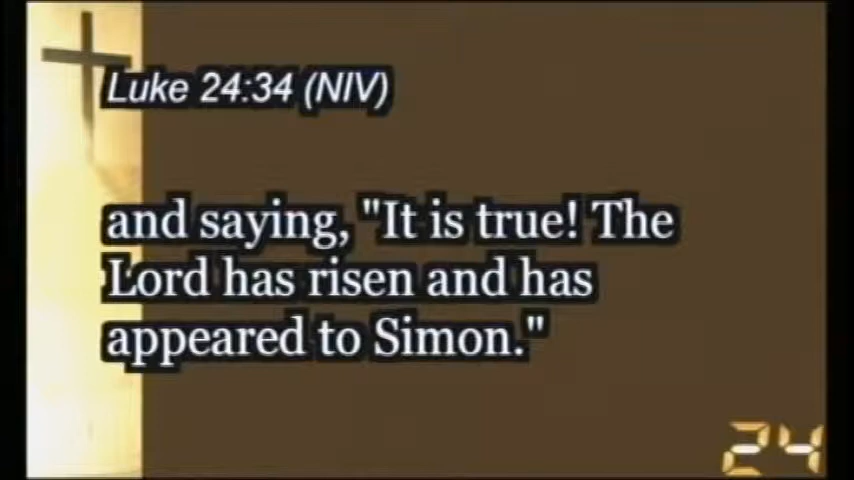 Luke 24:34 (NIV)
and saying, "It is true! The
Lord has risen and has
appeared to Simon."
24